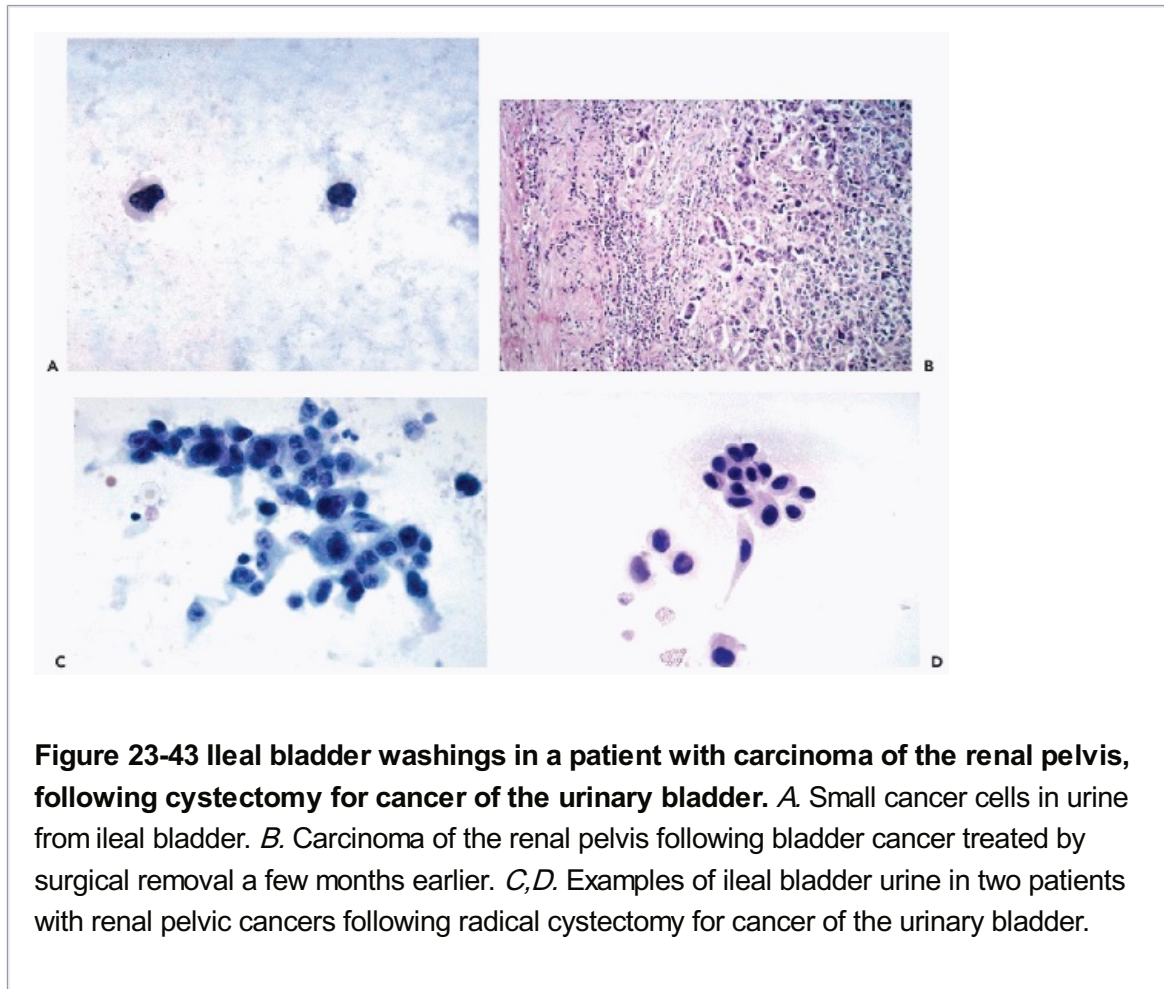 A
B
C
D
Figure 23-43 Ileal bladder washings in a patient with carcinoma of the renal pelvis,
following cystectomy for cancer of the urinary bladder. A. Small cancer cells in urine
from ileal bladder. B. Carcinoma of the renal pelvis following bladder cancer treated by
surgical removal a few months earlier. C,D. Examples of ileal bladder urine in two patients
with renal pelvic cancers following radical cystectomy for cancer of the urinary bladder.